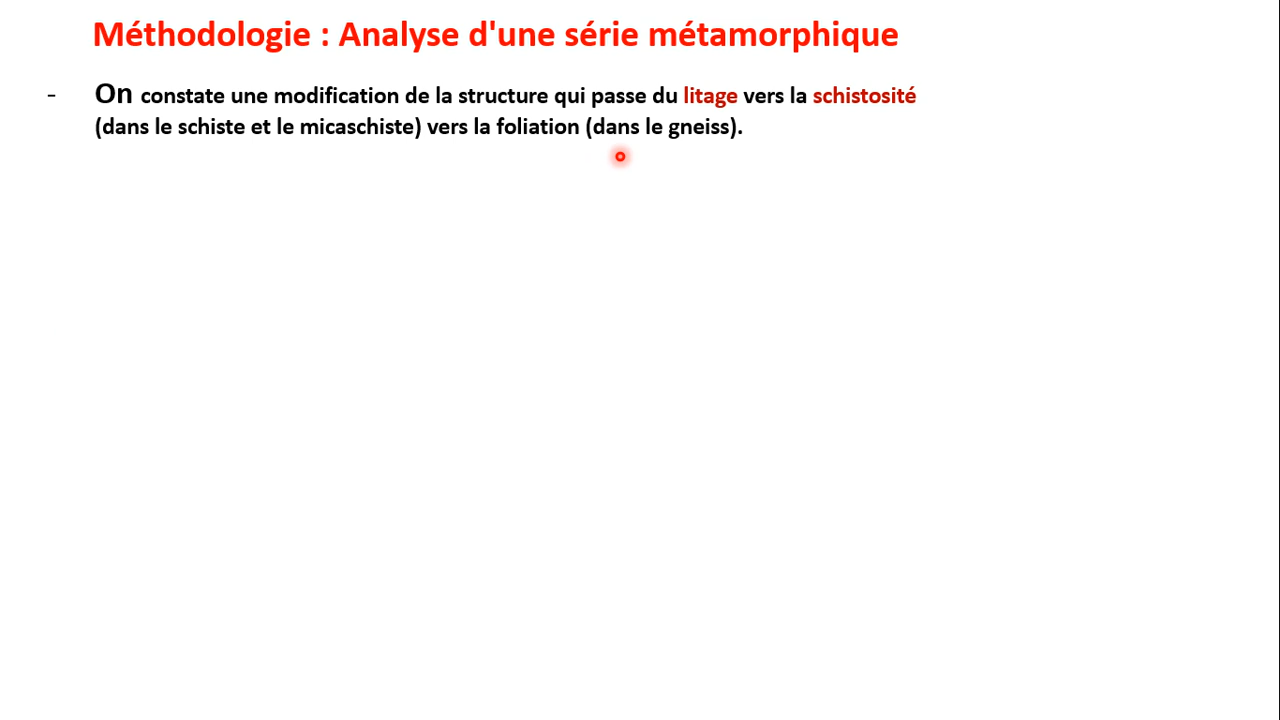 Méthodologie : Analyse d'une série métamorphique
- On constate une modification de la structure qui passe du litage vers la schistosité
(dans le schiste et le micaschiste) vers la foliation (dans le gneiss).